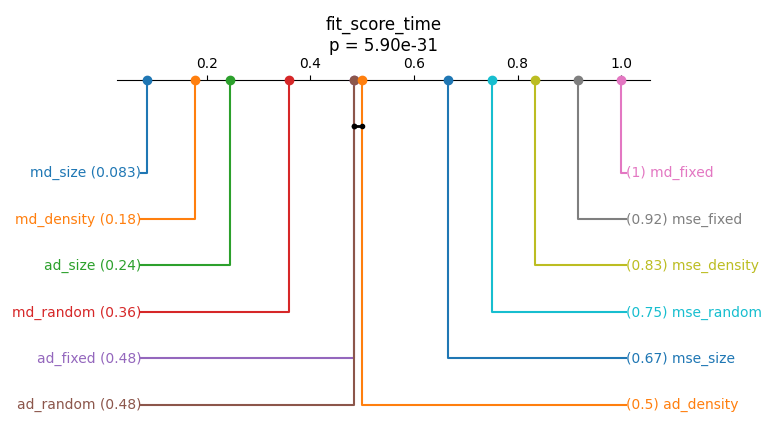 fit_score_time
p = 5.90e-31
0.2 0.4 0.6 0.8 1.0
md_size (0.083) (1) md_fixed
md_density (0.18) (0.92) mse_fixed
ad_size (0.24) (0.83) mse_density
md_random (0.36) (0.75) mse_random
ad_fixed (0.48) (0.67) mse_size
ad_random (0.48) (0.5) ad_density